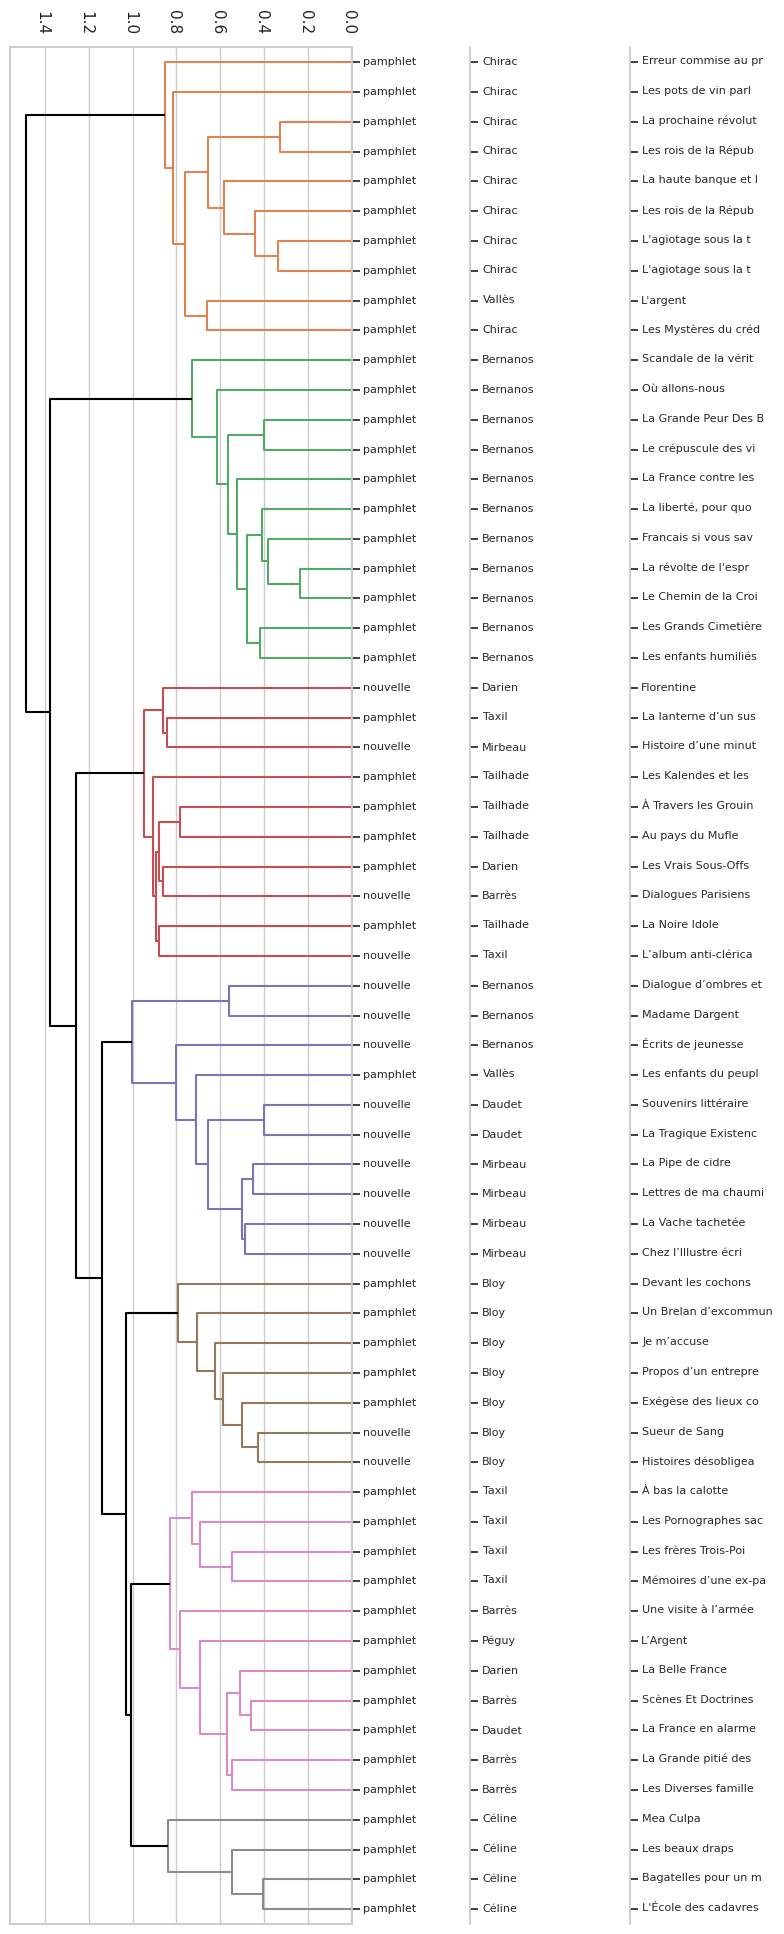 1.4 1.2 1.0 0.8 0.6 0.4 0.2 0.0
pamphlet Chirac Erreur commise au pr
pamphlet Chirac Les pots de vin parl
pamphlet Chirac La prochaine révolut
pamphlet Chirac Les rois de la Répub
pamphlet Chirac La haute banque et l
pamphlet Chirac Les rois de la Répub
pamphlet Chirac L'agiotage sous la t
pamphlet Chirac L'agiotage sous la t
pamphlet Vallès L'argent
pamphlet Chirac Les Mystères du créd
pamphlet Bernanos Scandale de la vérit
pamphlet Bernanos Où allons-nous
pamphlet Bernanos La Grande Peur Des B
pamphlet Bernanos Le crépuscule des vi
pamphlet Bernanos La France contre les
pamphlet Bernanos La liberté, pour quo
pamphlet Bernanos Francais si vous sav
pamphlet Bernanos La révolte de l'espr
pamphlet Bernanos Le Chemin de la Croi
pamphlet Bernanos Les Grands Cimetière
pamphlet Bernanos Les enfants humiliés
nouvelle Darien Florentine
pamphlet Taxil La lanterne d’un sus
nouvelle Mirbeau Histoire d’une minut
pamphlet Tailhade Les Kalendes et les
pamphlet Tailhade À Travers les Grouin
pamphlet Tailhade Au pays du Mufle
pamphlet Darien Les Vrais Sous-Offs
nouvelle Barrès Dialogues Parisiens
pamphlet Tailhade La Noire Idole
nouvelle Taxil L’album anti-clérica
nouvelle Bernanos Dialogue d’ombres et
nouvelle Bernanos Madame Dargent
nouvelle Bernanos Écrits de jeunesse
pamphlet Vallès Les enfants du peupl
nouvelle Daudet Souvenirs littéraire
nouvelle Daudet La Tragique Existenc
nouvelle Mirbeau La Pipe de cidre
nouvelle Mirbeau Lettres de ma chaumi
nouvelle Mirbeau La Vache tachetée
nouvelle Mirbeau Chez l’Illustre écri
pamphlet Bloy Devant les cochons
pamphlet Bloy Un Brelan d’excommun
pamphlet Bloy Je m’accuse
pamphlet Bloy Propos d’un entrepre
pamphlet Bloy Exégèse des lieux co
nouvelle Bloy Sueur de Sang
nouvelle Bloy Histoires désobligea
pamphlet Taxil À bas la calotte
pamphlet Taxil Les Pornographes sac
pamphlet Taxil Les frères Trois-Poi
pamphlet Taxil Mémoires d’une ex-pa
pamphlet Barrès Une visite à l’armée
pamphlet Péguy L’Argent
pamphlet Darien La Belle France
pamphlet Barrès Scènes Et Doctrines
pamphlet Daudet La France en alarme
pamphlet Barrès La Grande pitié des
pamphlet Barrès Les Diverses famille
pamphlet Céline Mea Culpa
pamphlet Céline Les beaux draps
pamphlet Céline Bagatelles pour un m
pamphlet Céline L'École des cadavres